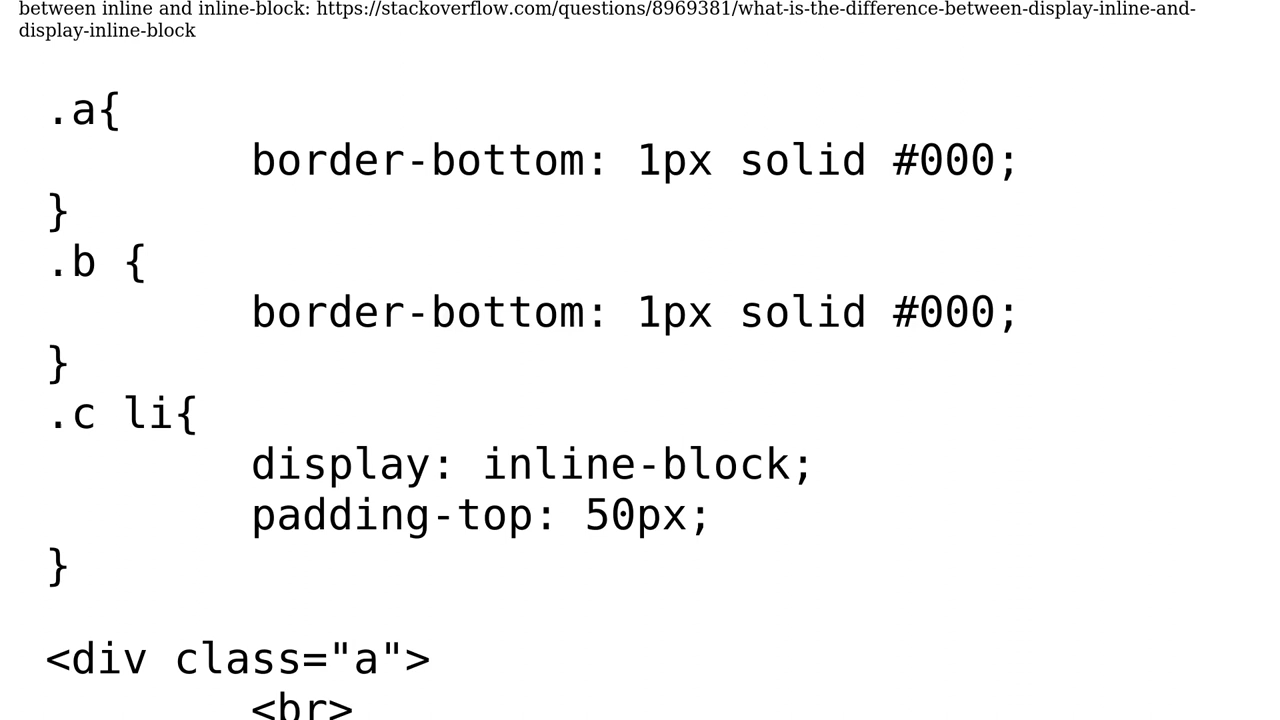 between inline and inline-block: https://stackoverflow.com/questions/8969381/what-is-the-difference-between-display-inline-and-
display-inline-block
.a{
border-bottom: 1px solid #000;
}
.b {
border-bottom: 1px solid #000;
}
.c li{
display: inline-block;
padding-top: 50px;
}
<div class="a">
<br>